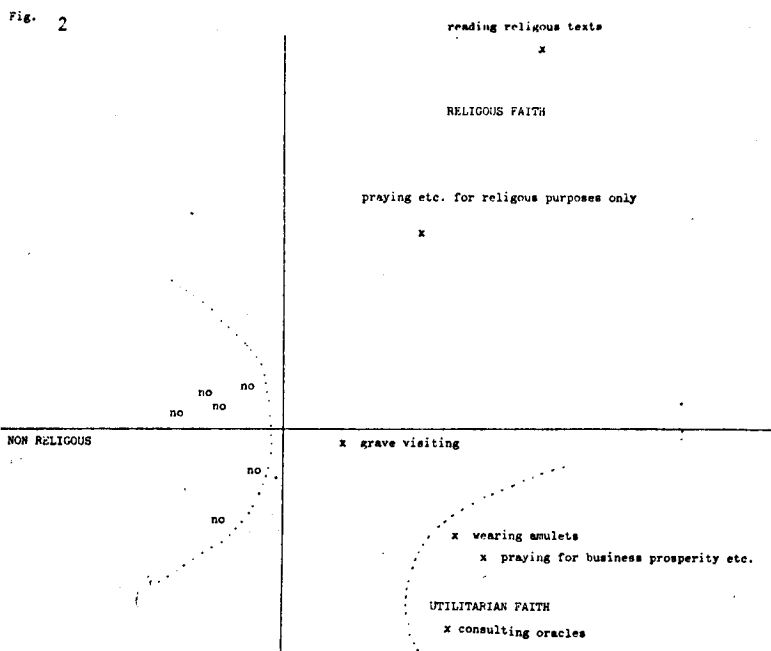 Fig. 2
reading religous texts
x
RELIGOUS FAITH
praying etc. for religous purposes only
x
no
no
no
no
NON RELIGOUS
x grave visiting
no
no
x wearing amulets
x praying for business prosperity etc.
UTILITARIAN FAITH
x consulting oracles